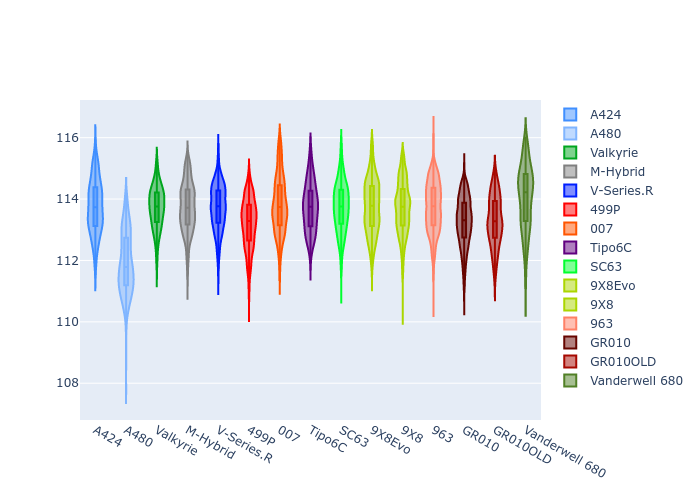 116
114
112
110
108
A424
A480
Valkyrie
M-Hybrid
V-Series.R
499P
007
Tipo6C
SC63
9X8Evo
9X8
963
GR010
GR010OLD
Vanderwell 680
A424
A480
Valkyrie
M-Hybrid
V-Series.R
499P
007
Tipo6C
SC63
9X8Evo
9X8
963
GR010
GR010OLD
Vanderwell 680